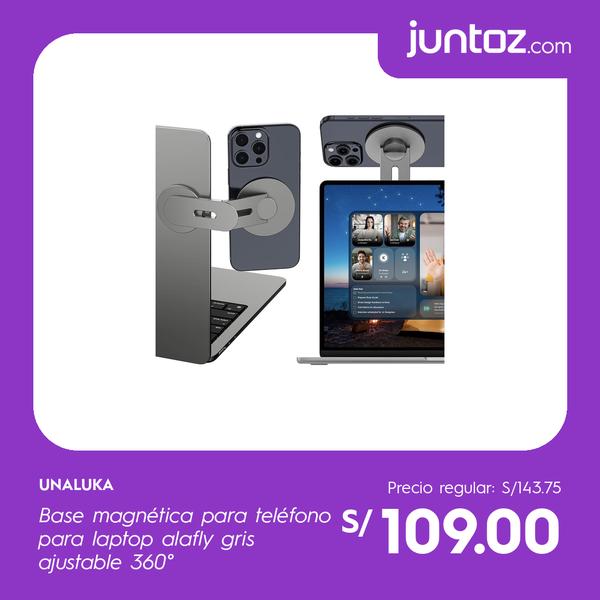 juntoz.com
UNALUKA
Base magnética para teléfono
para laptop alafly gris
ajustable 360°
Precio regular: S/143.75
S/109.00